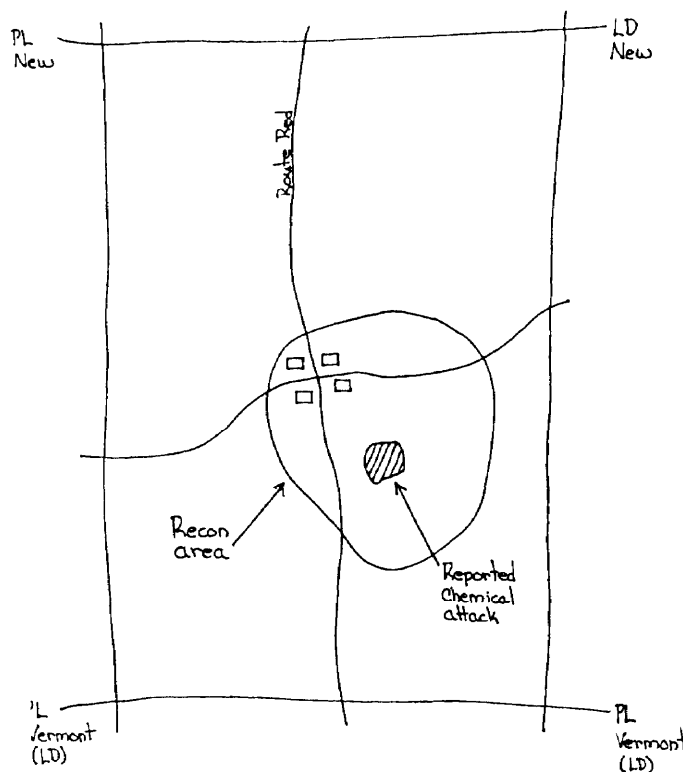 PL
New
LD
New
Route Red
Recon
area
Reported
Chemical
attack
'L
Vermont
(LD)
PL
Vermont
(LD)